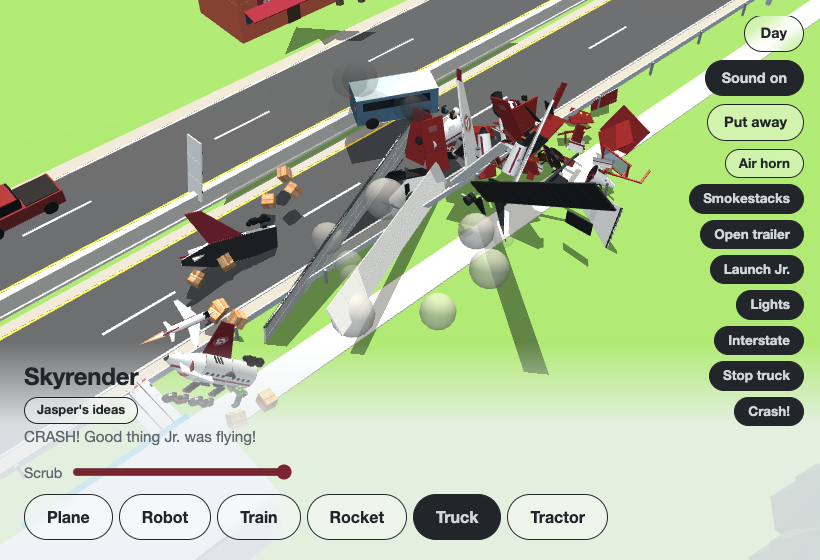 Day
Sound on
Put away
Air horn
Smokestacks
Open trailer
Launch Jr.
Lights
Interstate
Stop truck
Crash!
Skyrender
Jasper's ideas
CRASH! Good thing Jr. was flying!
Scrub
Plane
Robot
Train
Rocket
Truck
Tractor